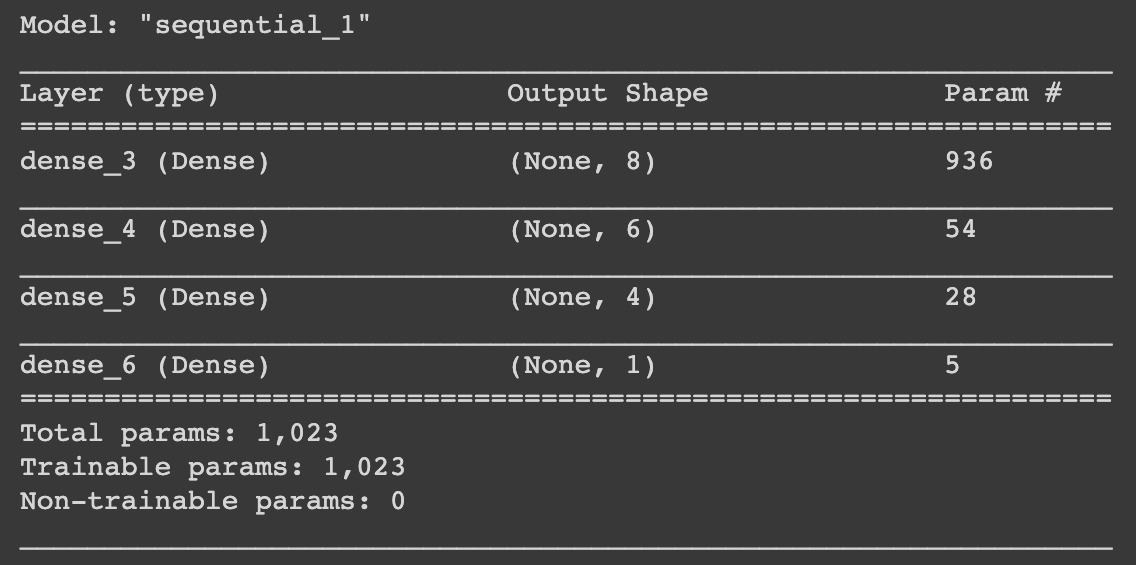 Model: "sequential_1"
Layer (type) Output Shape Param #
dense_3 (Dense) (None, 8) 936
dense_4 (Dense) (None, 6) 54
dense_5 (Dense) (None, 4) 28
dense_6 (Dense) (None, 1) 5
Total params: 1,023
Trainable params: 1,023
Non-trainable params: 0